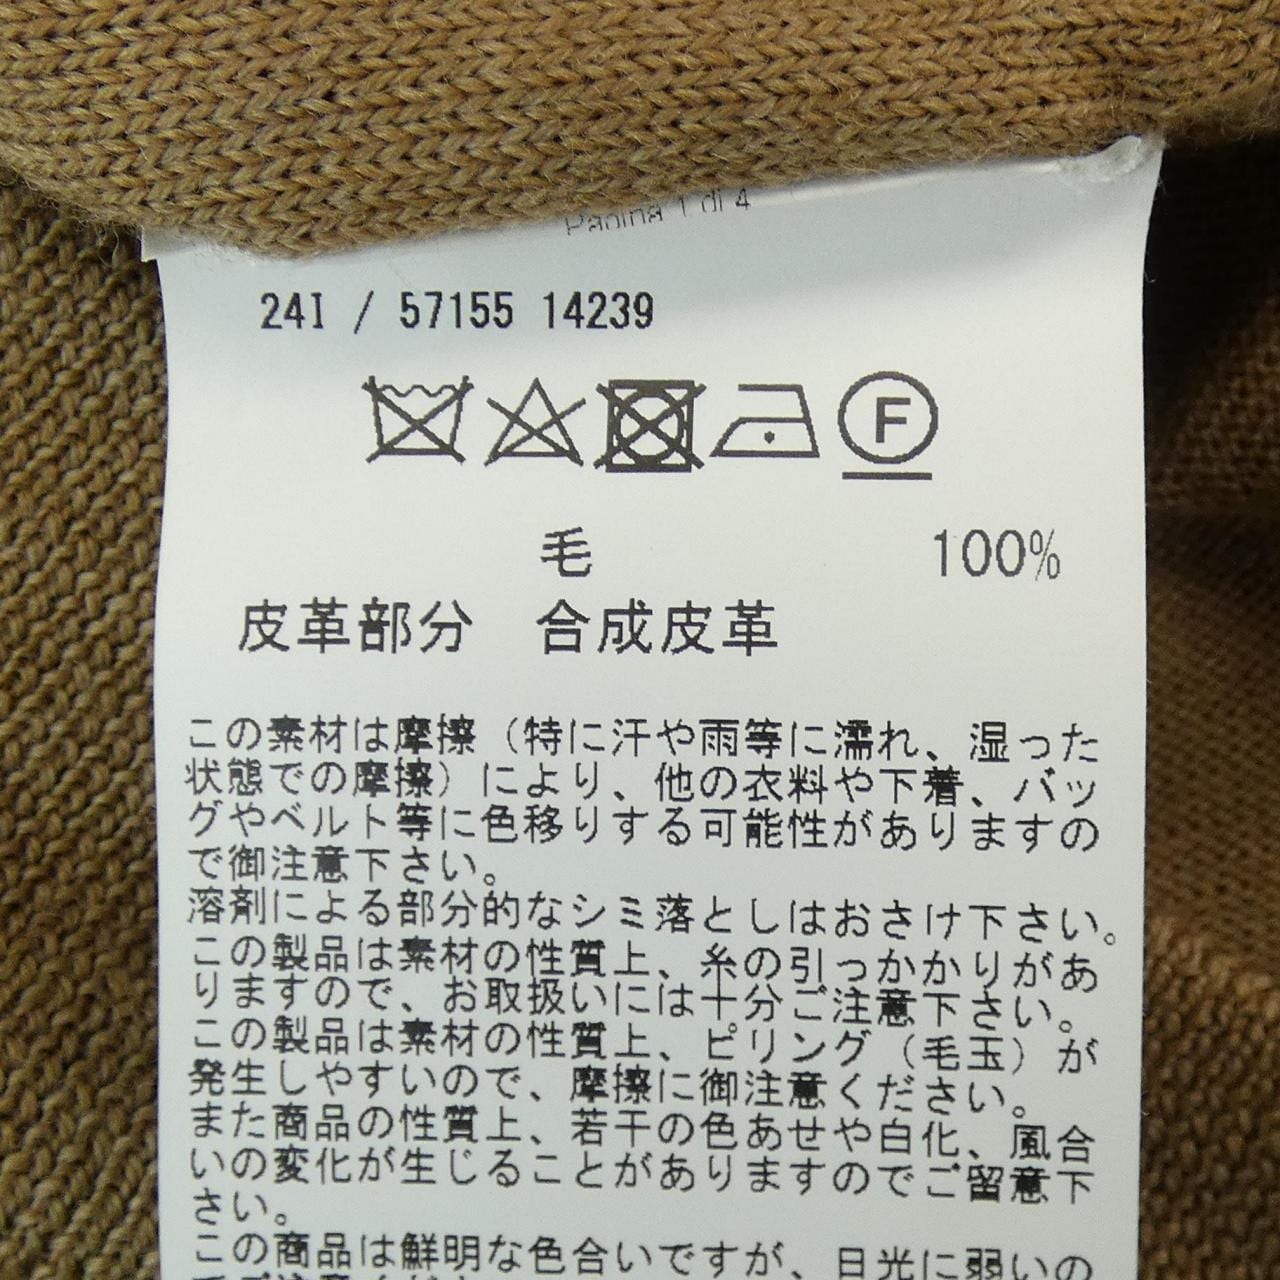 Pagina 1 di 4
24I / 57155 14239
F
毛 100%
皮革部分 合成皮革
この素材は摩擦（特に汗や雨等に濡れ、湿った
状態での摩擦）により、他の衣料や下着、バッ
グやベルト等に色移りする可能性がありますの
で御注意下さい。
溶剤による部分的なシミ落としはおさけ下さい。
この製品は素材の性質上、糸の引っかかりがあ
りますので、お取扱いには十分ご注意下さい。
この製品は素材の性質上、ピリング（毛玉）が
発生しやすいので、摩擦に御注意ください。
また商品の性質上、若干の色あせや白化、風合
いの変化が生じることがありますのでご留意下
さい。
この商品は鮮明な色合いですが、日光に弱いの